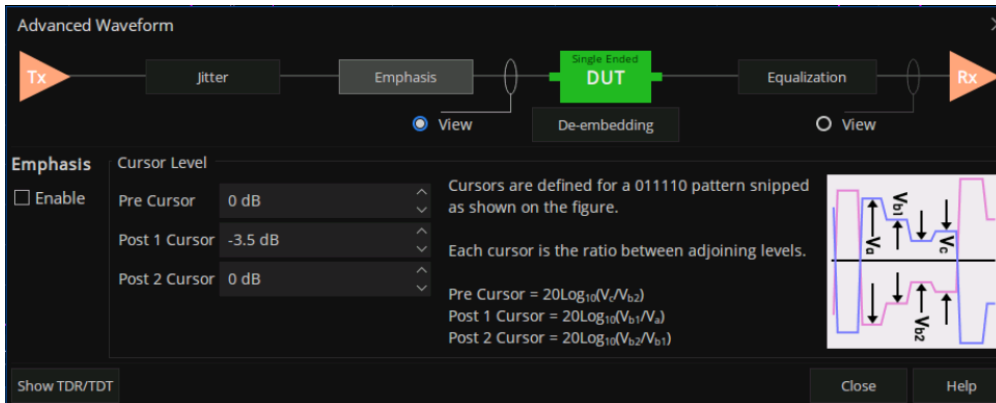 Advanced Waveform
Tx
Jitter
Emphasis
Single Ended
DUT
Equalization
Rx
View
De-embedding
View
Emphasis
Enable
Cursor Level
Pre Cursor 0 dB
Post 1 Cursor -3.5 dB
Post 2 Cursor 0 dB
Cursors are defined for a 011110 pattern snipped
as shown on the figure.
Each cursor is the ratio between adjoining levels.
Pre Cursor = 20Log₁₀(Vc/Vb2)
Post 1 Cursor = 20Log₁₀(Vb1/Va)
Post 2 Cursor = 20Log₁₀(Vb2/Vb1)
Va
Vb1
Vc
Vb2
Show TDR/TDT
Close
Help